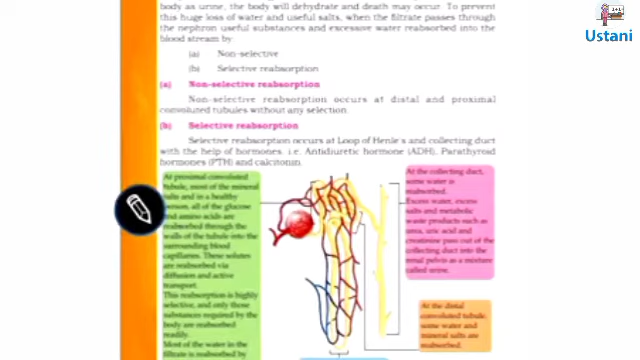 body as urine, the body will dehydrate and death may occur. To prevent
this huge loss of water and useful salts, when the filtrate passes through
the nephron useful substances and excessive water reabsorbed into the
blood stream by:
(a) Non-selective
(b) Selective reabsorption
(a) Non-selective reabsorption
Non-selective reabsorption occurs at distal and proximal
convoluted tubules without any selection.
(b) Selective reabsorption
Selective reabsorption occurs at Loop of Henle's and collecting duct
with the help of hormones. i.e. Antidiuretic hormone (ADH), Parathyroid
hormones (PTH) and calcitonin.
At proximal convoluted
tubule, most of the mineral
salts and in a healthy
person, all of the glucose
and amino acids are
reabsorbed through the
walls of the tubule into the
surrounding blood
capillaries. These solutes
are reabsorbed via
diffusion and active
transport.
This reabsorption is highly
selective, and only those
substances required by the
body are reabsorbed
readily.
Most of the water in the
filtrate is reabsorbed by
At the collecting duct,
some water is
reabsorbed.
Excess water, excess
salts and metabolic
waste products such as
urea, uric acid and
creatinine pass out of the
collecting duct into the
renal pelvis as a mixture
called urine.
At the distal
convoluted tubule,
some water and
mineral salts are
reabsorbed.
Ustani